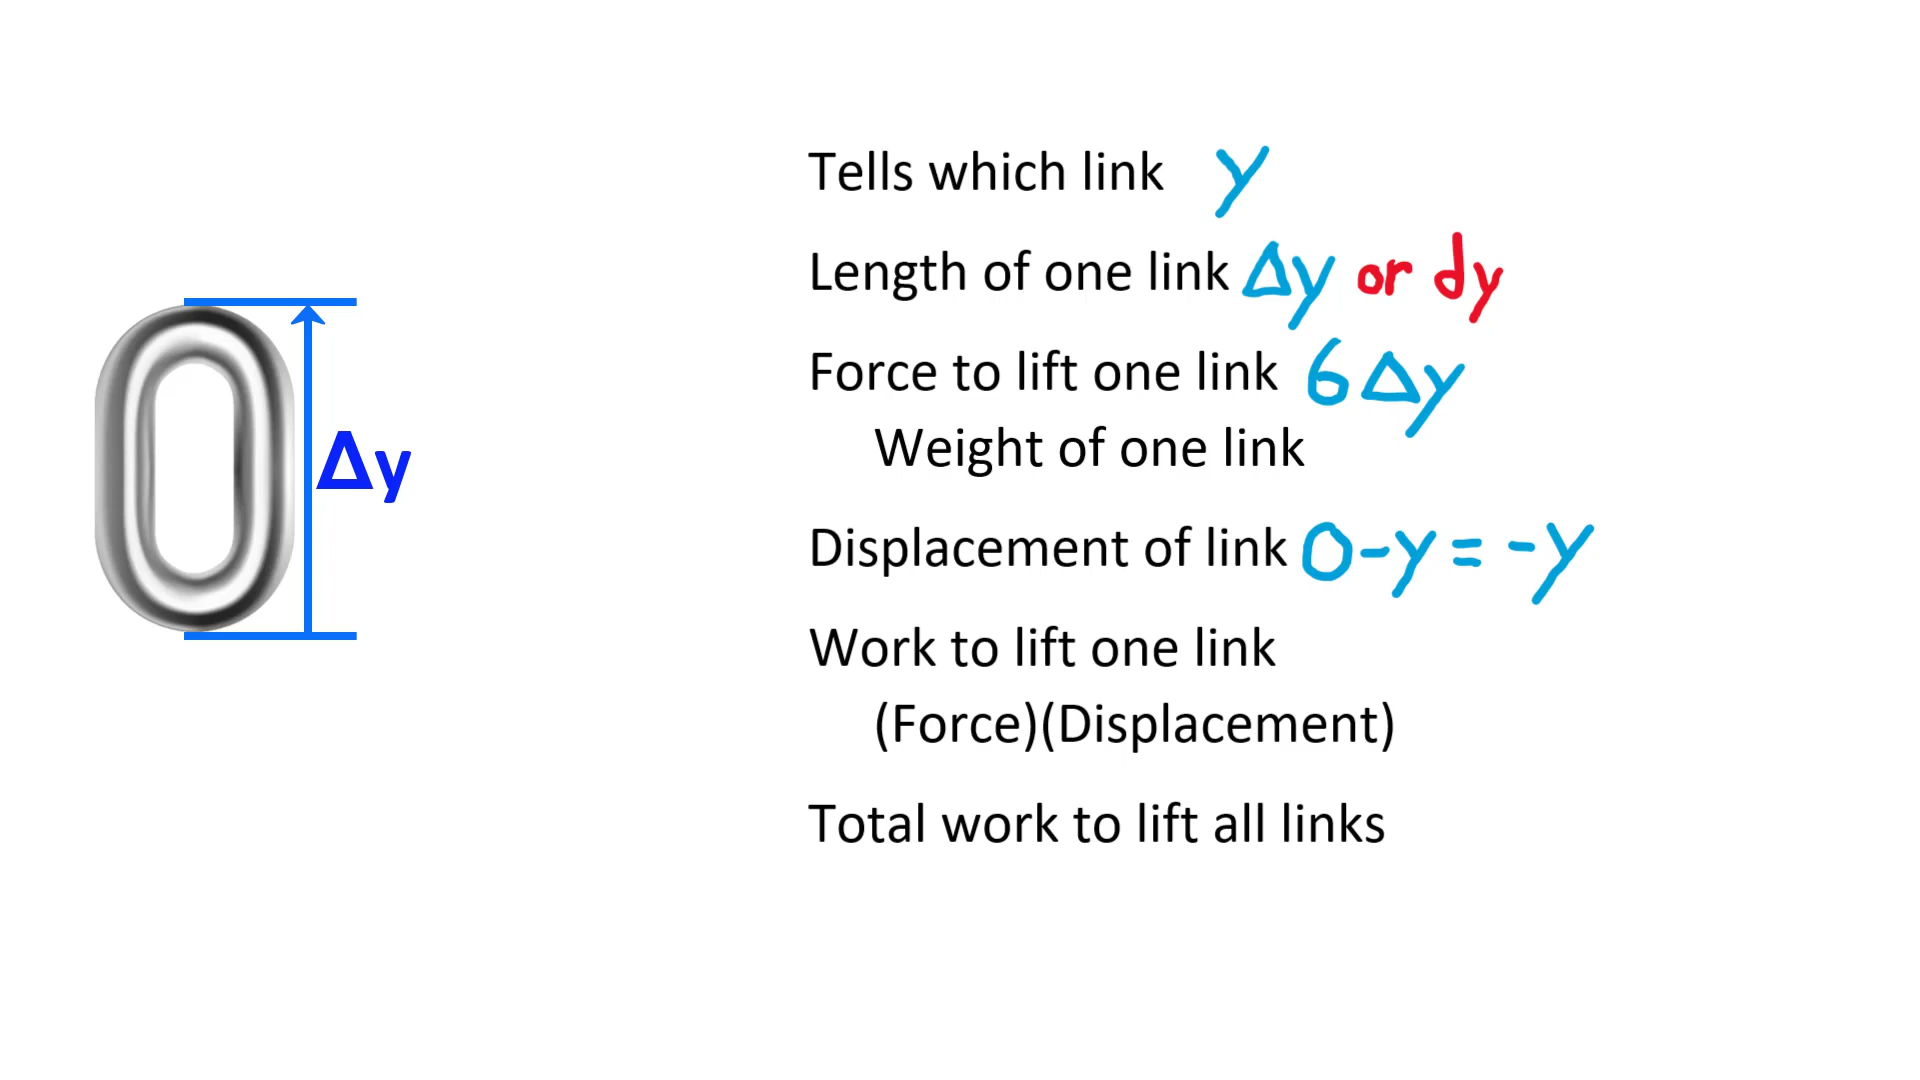 Δy
Tells which link y
Length of one link Δy or dy
Force to lift one link 6Δy
Weight of one link
Displacement of link 0-y=-y
Work to lift one link
(Force)(Displacement)
Total work to lift all links